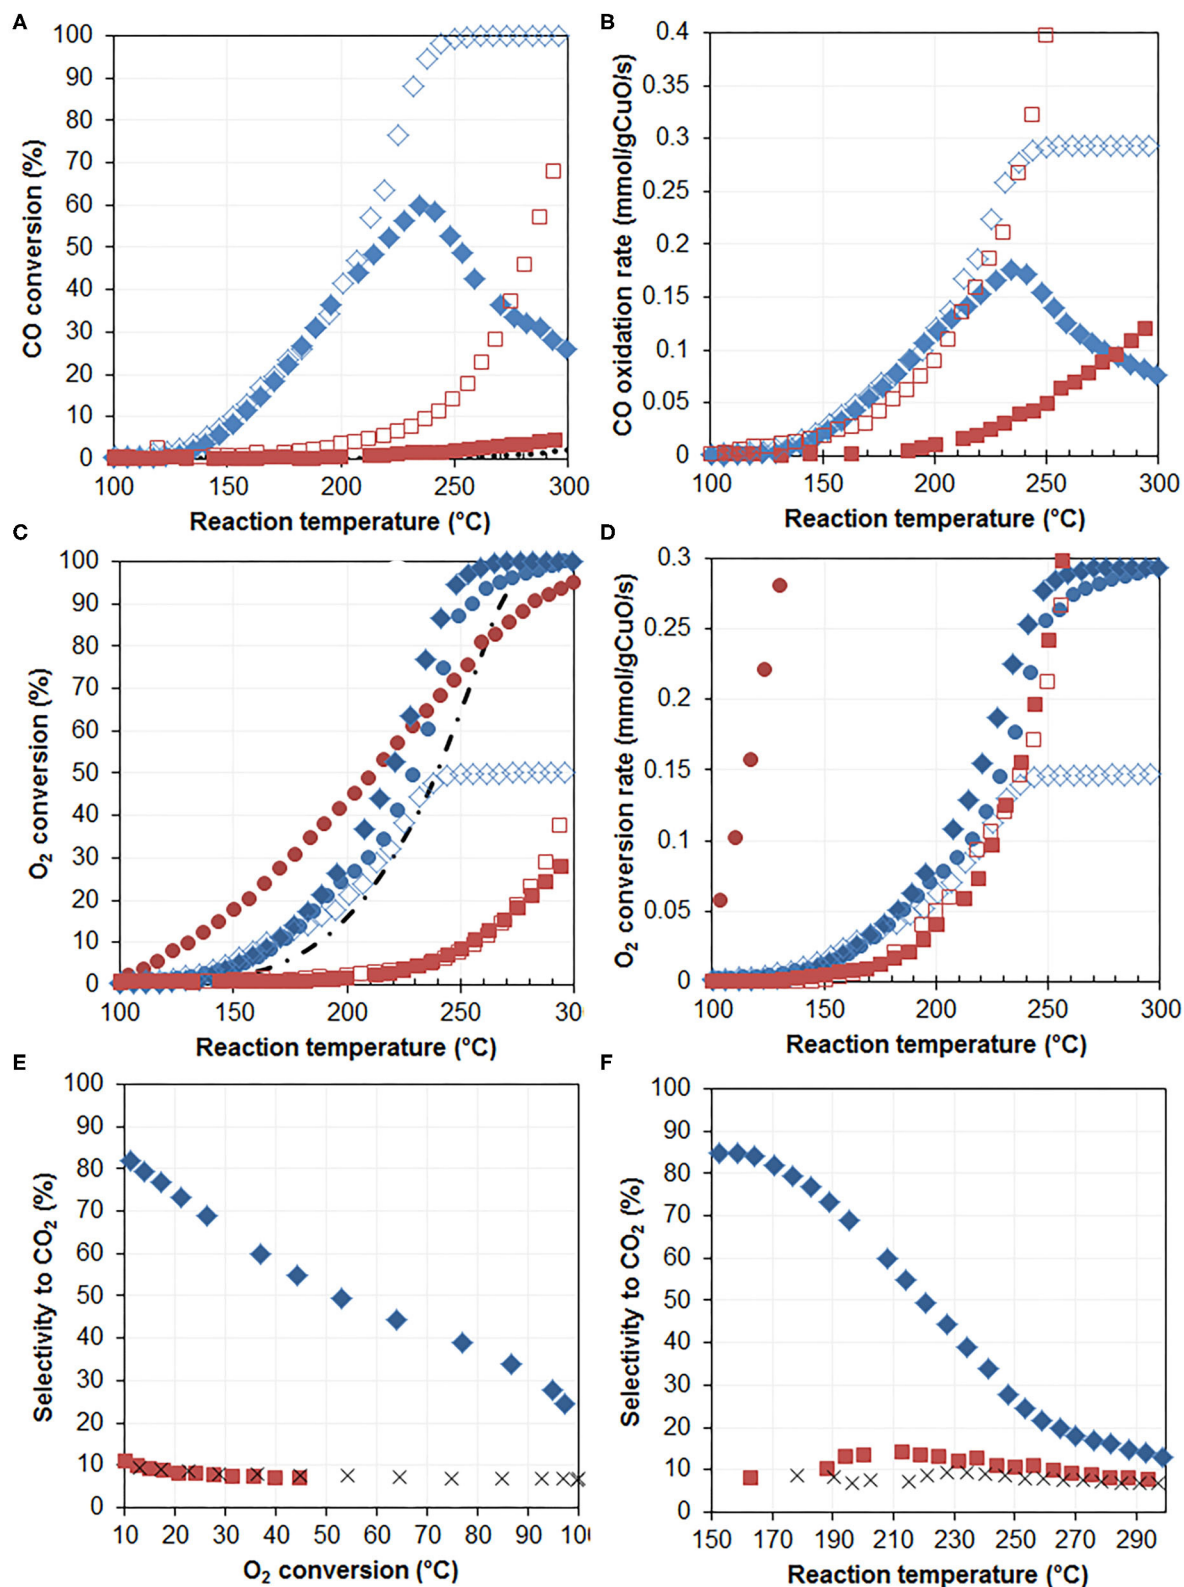 A
CO conversion (%)
100
90
80
70
60
50
40
30
20
10
0
100 150 200 250 300
Reaction temperature (°C)
B
CO oxidation rate (mmol/gCuO/s)
0.4
0.35
0.3
0.25
0.2
0.15
0.1
0.05
0
100 150 200 250 300
Reaction temperature (°C)
C
O₂ conversion (%)
100
90
80
70
60
50
40
30
20
10
0
100 150 200 250 300
Reaction temperature (°C)
D
O₂ conversion rate (mmol/gCuO/s)
0.3
0.25
0.2
0.15
0.1
0.05
0
100 150 200 250 300
Reaction temperature (°C)
E
Selectivity to CO₂ (%)
100
90
80
70
60
50
40
30
20
10
0
10 20 30 40 50 60 70 80 90 100
O₂ conversion (°C)
F
Selectivity to CO₂ (%)
100
90
80
70
60
50
40
30
20
10
0
150 170 190 210 230 250 270 290
Reaction temperature (°C)